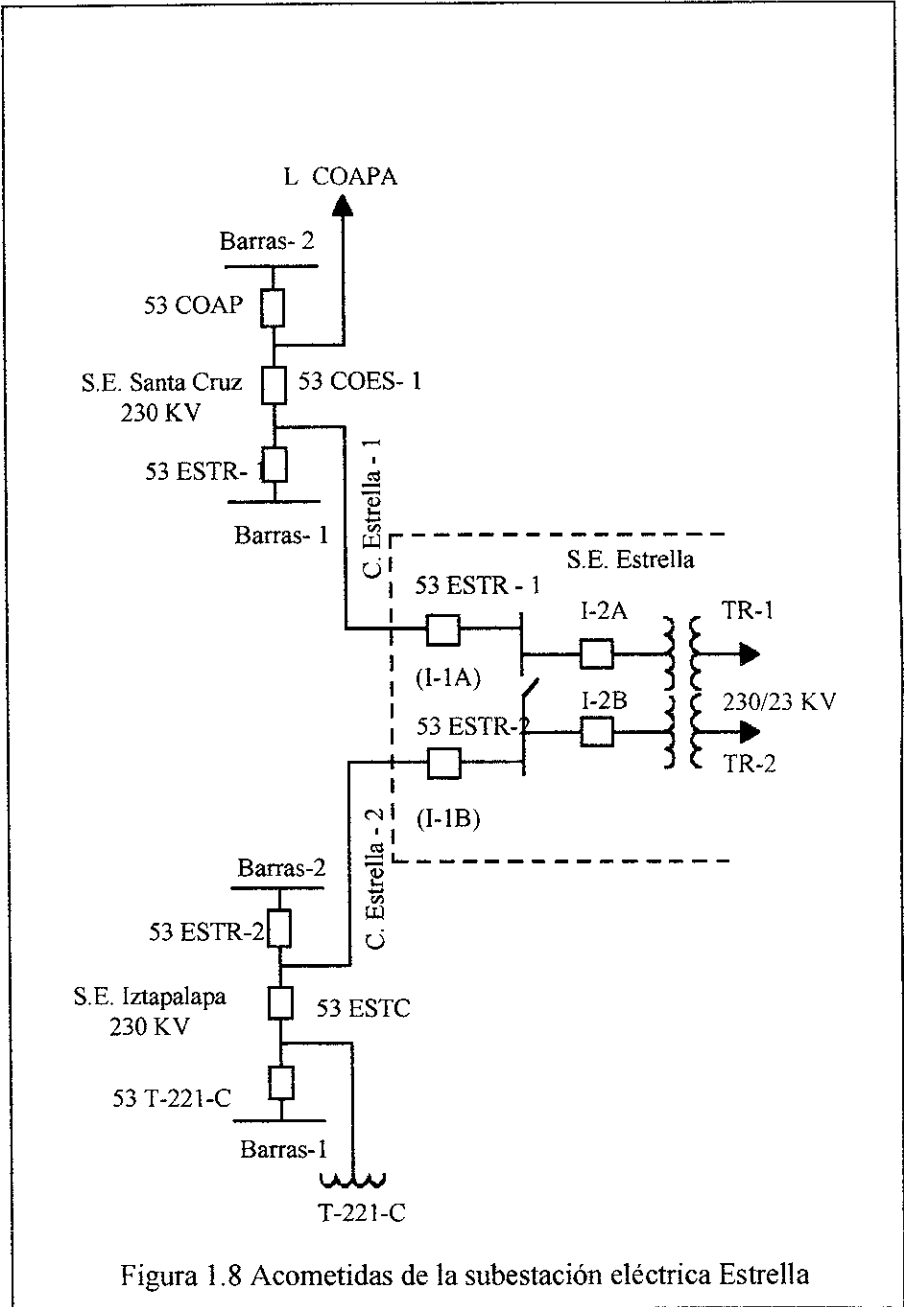 L COAPA
Barras- 2
53 COAP
S.E. Santa Cruz
230 KV
53 COES- 1
53 ESTR- 1
Barras- 1
C. Estrella - 1
S.E. Estrella
53 ESTR - 1
(I-1A)
I-2A
TR-1
I-2B
230/23 KV
53 ESTR-2
TR-2
(I-1B)
C. Estrella - 2
Barras-2
53 ESTR-2
S.E. Iztapalapa
230 KV
53 ESTC
53 T-221-C
Barras-1
T-221-C
Figura 1.8 Acometidas de la subestación eléctrica Estrella